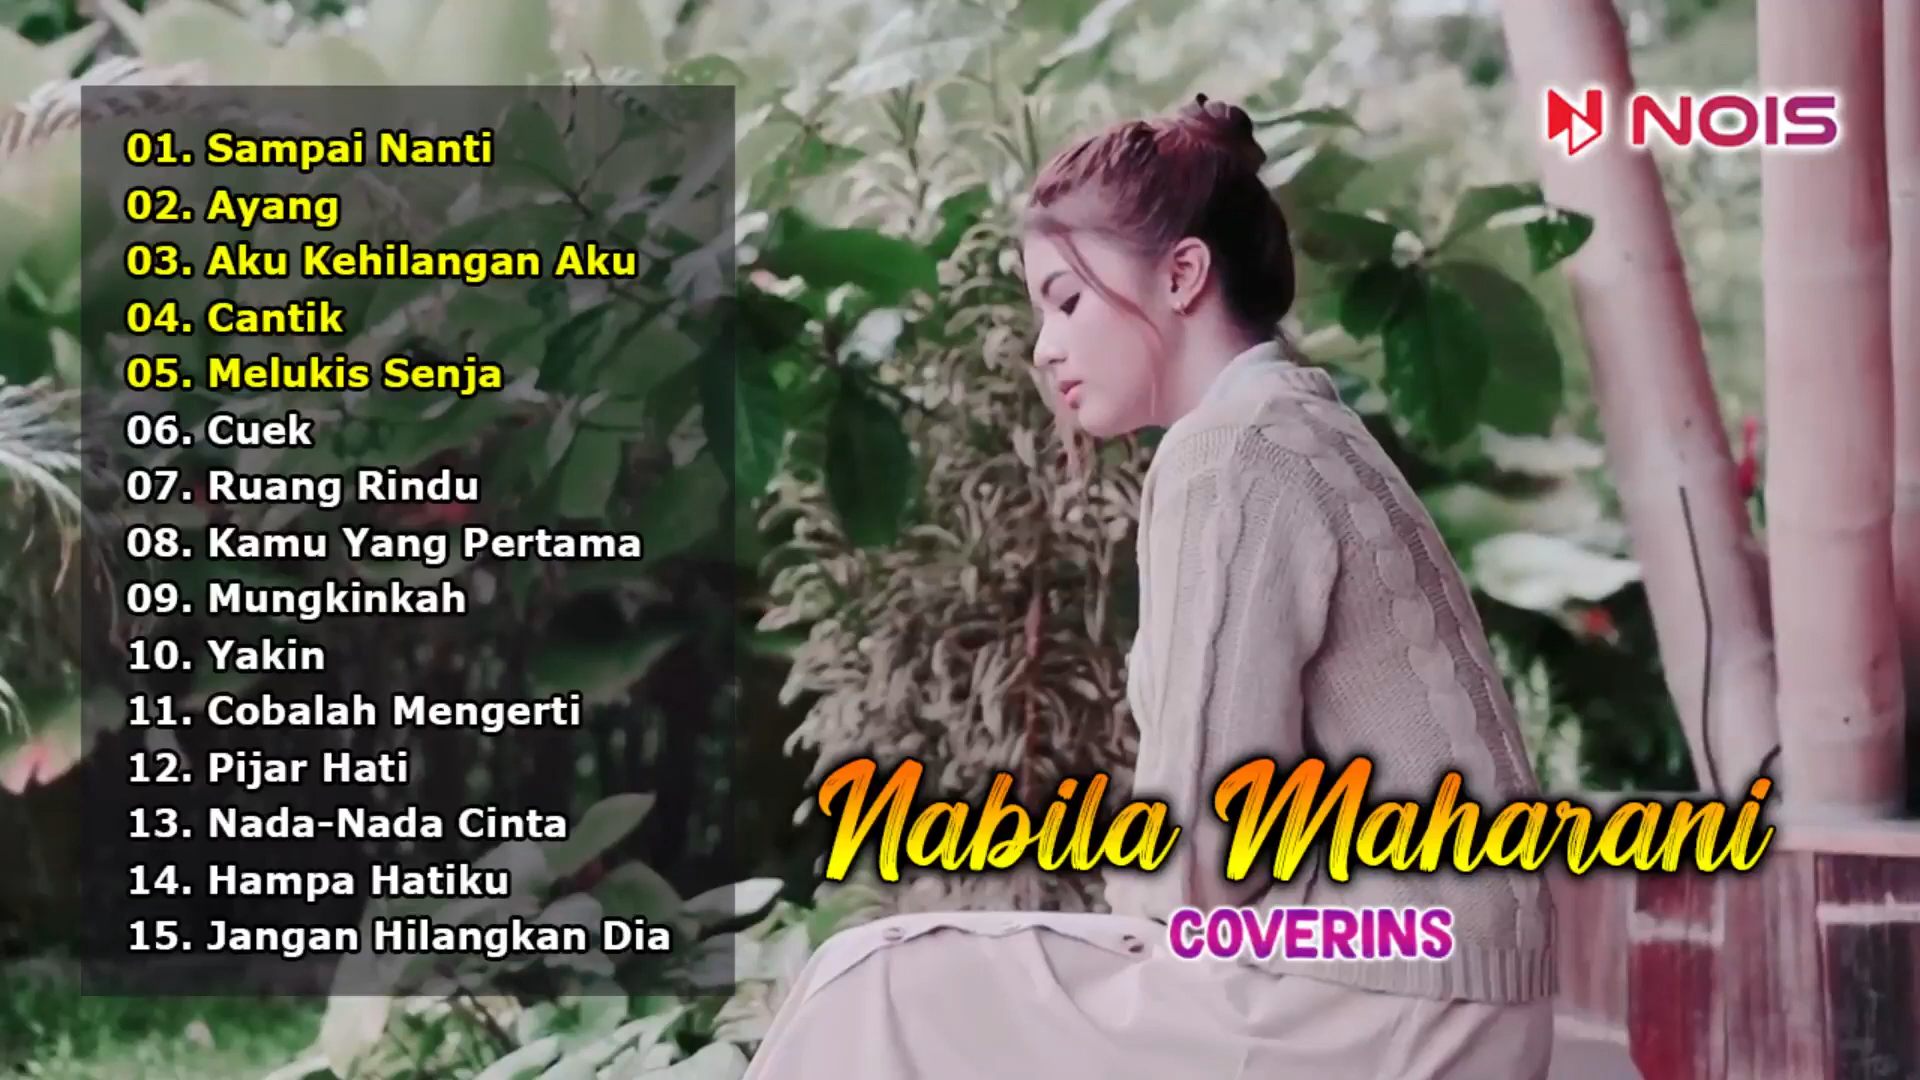 01. Sampai Nanti
02. Ayang
03. Aku Kehilangan Aku
04. Cantik
05. Melukis Senja
06. Cuek
07. Ruang Rindu
08. Kamu Yang Pertama
09. Mungkinkah
10. Yakin
11. Cobalah Mengerti
12. Pijar Hati
13. Nada-Nada Cinta
14. Hampa Hatiku
15. Jangan Hilangkan Dia
NOIS
Nabila Maharani
COVERINS